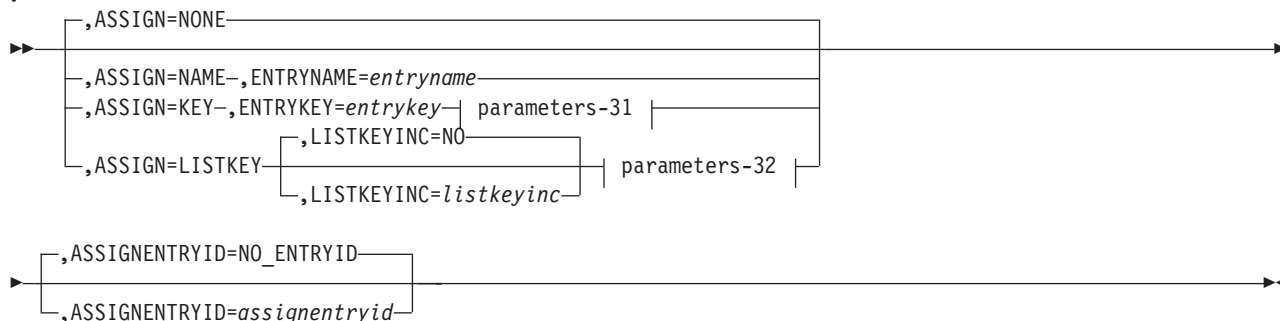 ,ASSIGN=NONE
,ASSIGN=NAME–,ENTRYNAME=entryname
,ASSIGN=KEY–,ENTRYKEY=entrykey parameters-31
,LISTKEYINC=NO
,ASSIGN=LISTKEY parameters-32
,LISTKEYINC=listkeyinc
,ASSIGNENTRYID=NO_ENTRYID
,ASSIGNENTRYID=assignentryid